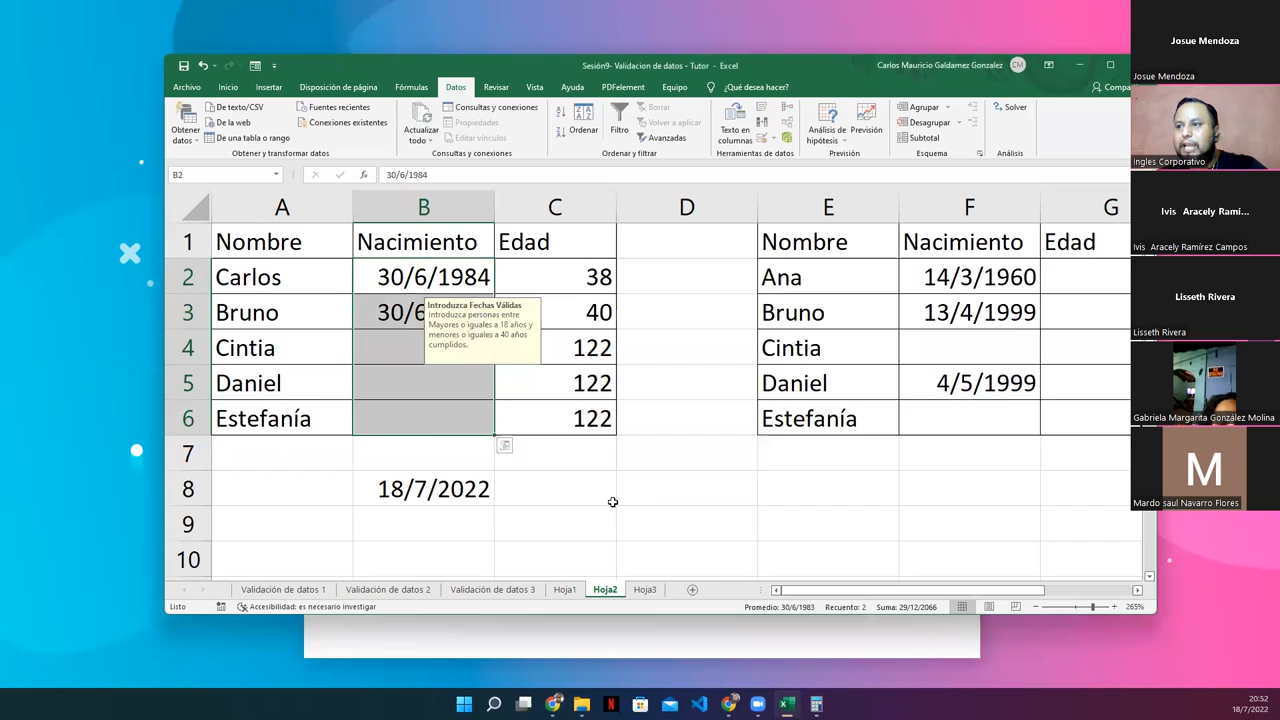 Sesión9- Validacion de datos - Tutor - Excel
Carlos Mauricio Galdamez Gonzalez CM
Archivo Inicio Insertar Disposición de página Fórmulas Datos Revisar Vista Ayuda PDFelement Equipo ¿Qué desea hacer?
Obtener datos
De texto/CSV
De la web
De una tabla o rango
Fuentes recientes
Conexiones existentes
Obtener y transformar datos
Actualizar todo
Consultas y conexiones
Propiedades
Editar vínculos
Consultas y conexiones
Ordenar
Filtro
Borrar
Volver a aplicar
Avanzadas
Ordenar y filtrar
Texto en columnas
Herramientas de datos
Análisis de hipótesis
Previsión
Previsión
Agrupar
Desagrupar
Subtotal
Esquema
Solver
Análisis
B2 fx 30/6/1984
A B C D E F G
1 Nombre Nacimiento Edad Nombre Nacimiento Edad
2 Carlos 30/6/1984 38 Ana 14/3/1960
3 Bruno 30/6 40 Bruno 13/4/1999
4 Cintia 122 Cintia
5 Daniel 122 Daniel 4/5/1999
6 Estefanía 122 Estefanía
7
8 18/7/2022
9
10
Introduzca Fechas Válidas
Introduzca personas entre
Mayores o iguales a 18 años y
menores o iguales a 40 años
cumplidos.
Validación de datos 1 Validación de datos 2 Validación de datos 3 Hoja1 Hoja2 Hoja3
Listo Accesibilidad: es necesario investigar Promedio: 30/6/1983 Recuento: 2 Suma: 29/12/2066 265%
Josue Mendoza
Josue Mendoza
Ingles Corporativo
Ivis Aracely Ramí...
Ivis Aracely Ramírez Campos
Lisseth Rivera
Lisseth Rivera
Gabriela Margarita González Molina
M
Mardo saul Navarro Flores
20:52
18/7/2022